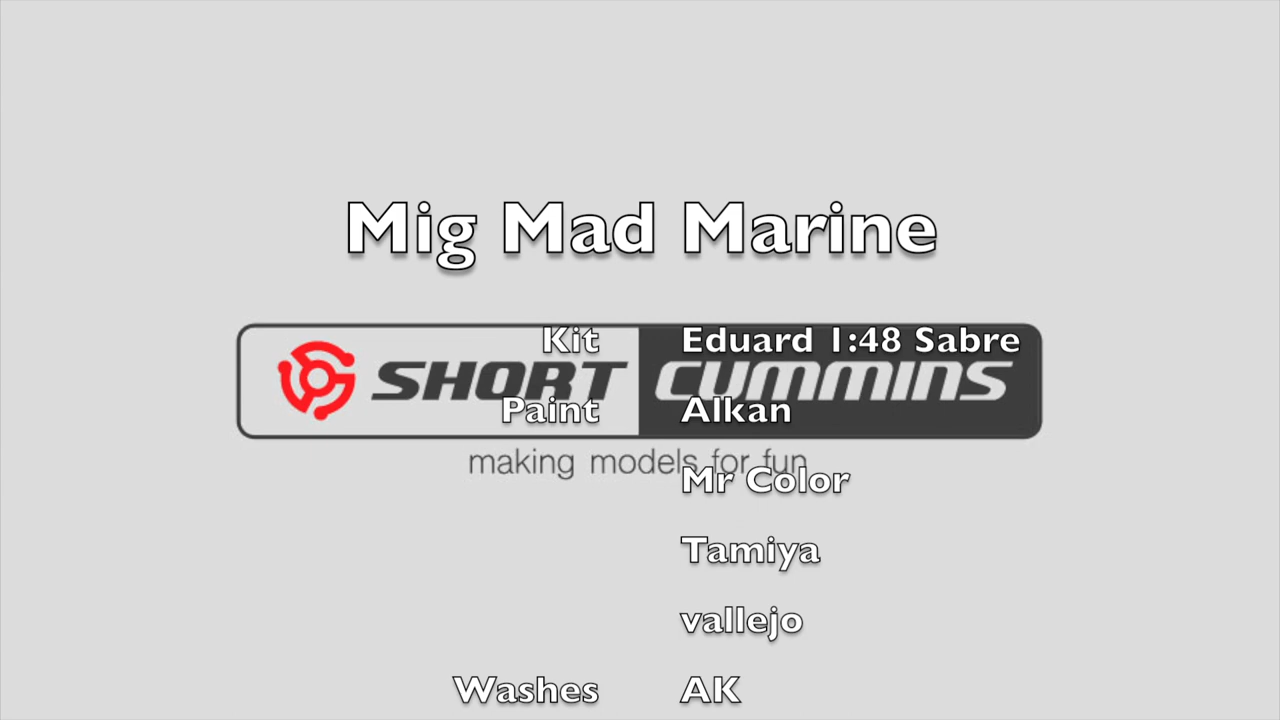 Mig Mad Marine
Kit Eduard 1:48 Sabre
SHORT CUMMINS
Paint Alkan
making models for fun
Mr Color
Tamiya
vallejo
Washes AK